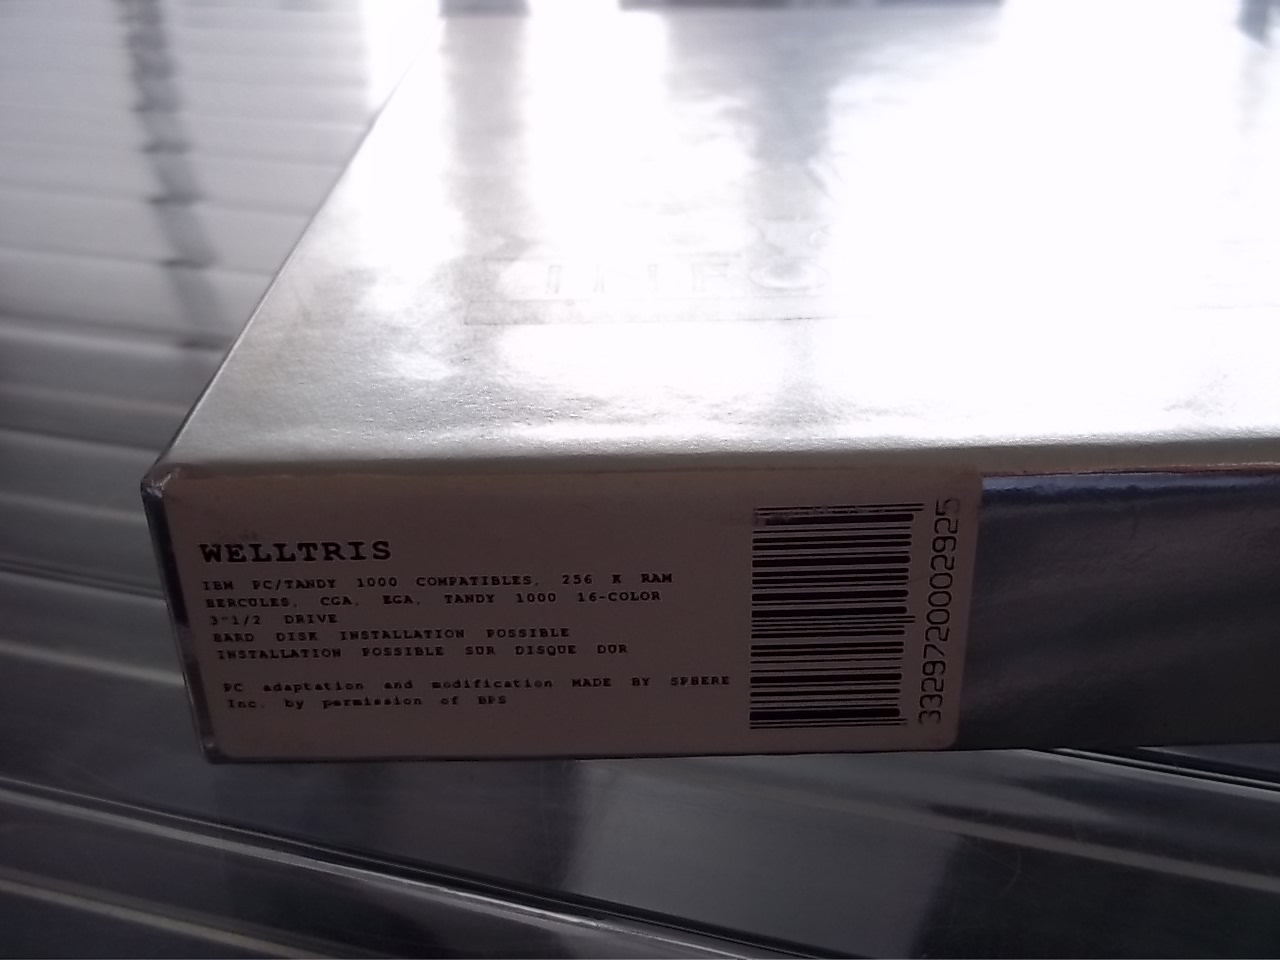 WELLTRIS
IBM PC/TANDY 1000 COMPATIBLES, 256 K RAM
HERCULES, CGA, EGA, TANDY 1000 16-COLOR
3"1/2 DRIVE
HARD DISK INSTALLATION POSSIBLE
INSTALLATION POSSIBLE SUR DISQUE DUR
PC adaptation and modification MADE BY SPHERE
Inc. by permission of BPS
3329720002925